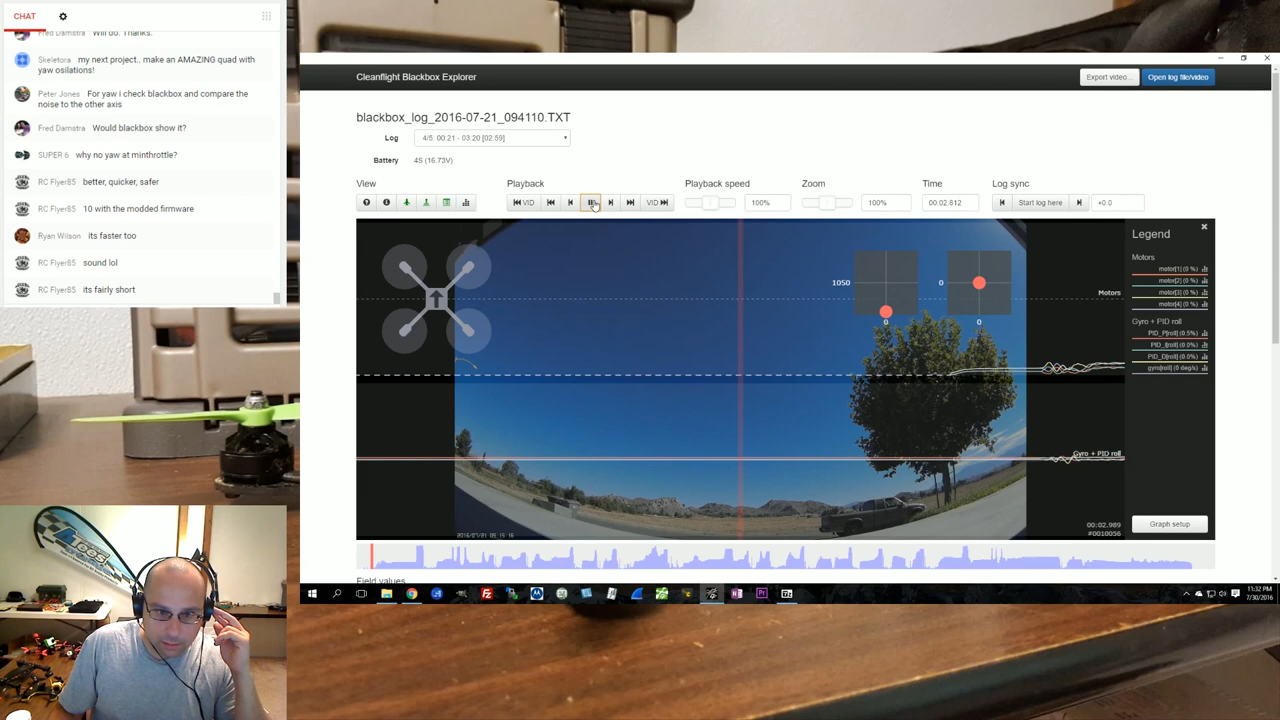 CHAT
Fred Damstra Will do. Thanks.
Skeletora my next project.. make an AMAZING quad with
yaw osilations!
Peter Jones For yaw i check blackbox and compare the
noise to the other axis
Fred Damstra Would blackbox show it?
SUPER 6 why no yaw at minthrottle?
RC Flyer85 better, quicker, safer
RC Flyer85 10 with the modded firmware
Ryan Wilson its faster too
RC Flyer85 sound lol
RC Flyer85 its fairly short
Cleanflight Blackbox Explorer
Export video...
Open log file/video
blackbox_log_2016-07-21_094110.TXT
Log 4/5: 00:21 - 03:20 [02:59]
Battery 4S (16.73V)
View Playback Playback speed Zoom Time Log sync
VID VID 100% 100% 00:02.812 Start log here +0.0
Legend
Motors
motor[1] (0 %)
motor[2] (0 %)
motor[3] (0 %)
motor[4] (0 %)
Gyro + PID roll
PID_P[roll] (0.5%)
PID_I[roll] (0.0%)
PID_D[roll] (0.0%)
gyro[roll] (0 deg/s)
1050
0
0
0
Motors
Gyro + PID roll
00:02.989
#0010056
Graph setup
Field values
11:32 PM
7/30/2016